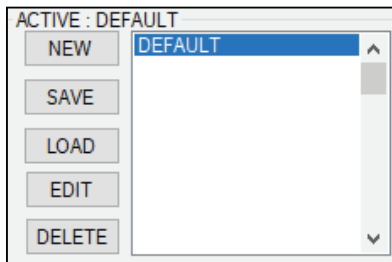 ACTIVE : DEFAULT
NEW
DEFAULT
SAVE
LOAD
EDIT
DELETE